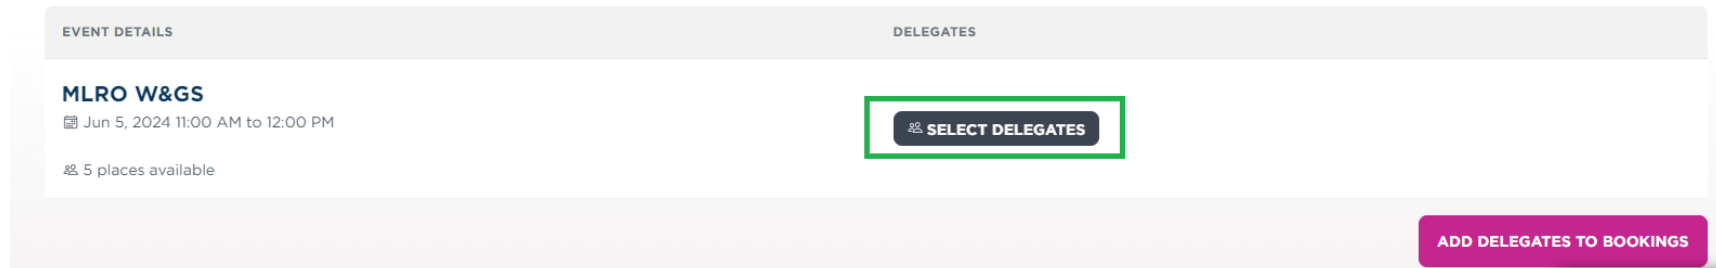 EVENT DETAILS
DELEGATES
MLRO W&GS
Jun 5, 2024 11:00 AM to 12:00 PM
SELECT DELEGATES
5 places available
ADD DELEGATES TO BOOKINGS